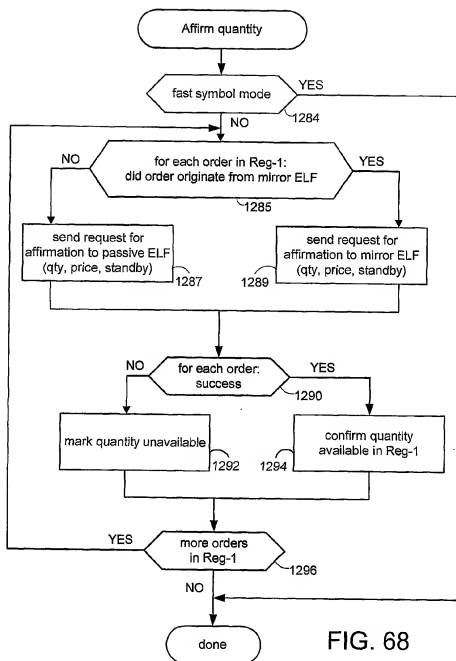 Affirm quantity
fast symbol mode
YES
1284
NO
for each order in Reg-1:
did order originate from mirror ELF
NO
YES
1285
send request for
affirmation to passive ELF
(qty, price, standby)
1287
send request for
affirmation to mirror ELF
(qty, price, standby)
1289
for each order:
success
NO
YES
1290
mark quantity unavailable
1292
confirm quantity
available in Reg-1
1294
YES
more orders
in Reg-1
1296
NO
done
FIG. 68